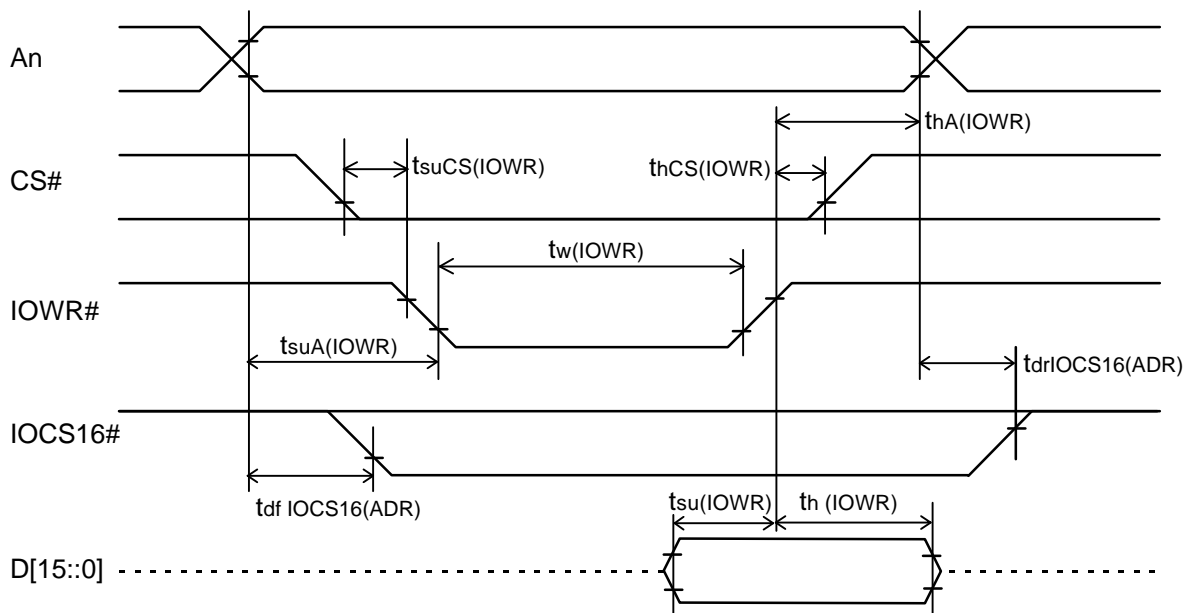 An
thA(IOWR)
CS#
tsuCS(IOWR)
thCS(IOWR)
tw(IOWR)
IOWR#
tsuA(IOWR)
tdrIOCS16(ADR)
IOCS16#
tdf IOCS16(ADR)
tsu(IOWR)
th (IOWR)
D[15::0]